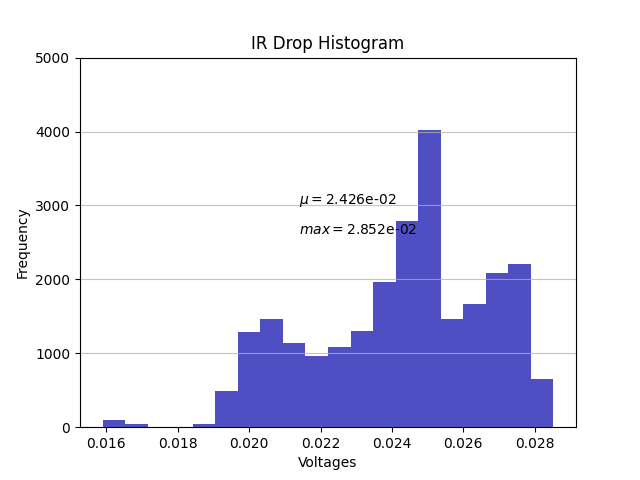 IR Drop Histogram
5000
4000
3000
2000
1000
0
Frequency
μ = 2.426e-02
max = 2.852e-02
0.016 0.018 0.020 0.022 0.024 0.026 0.028
Voltages